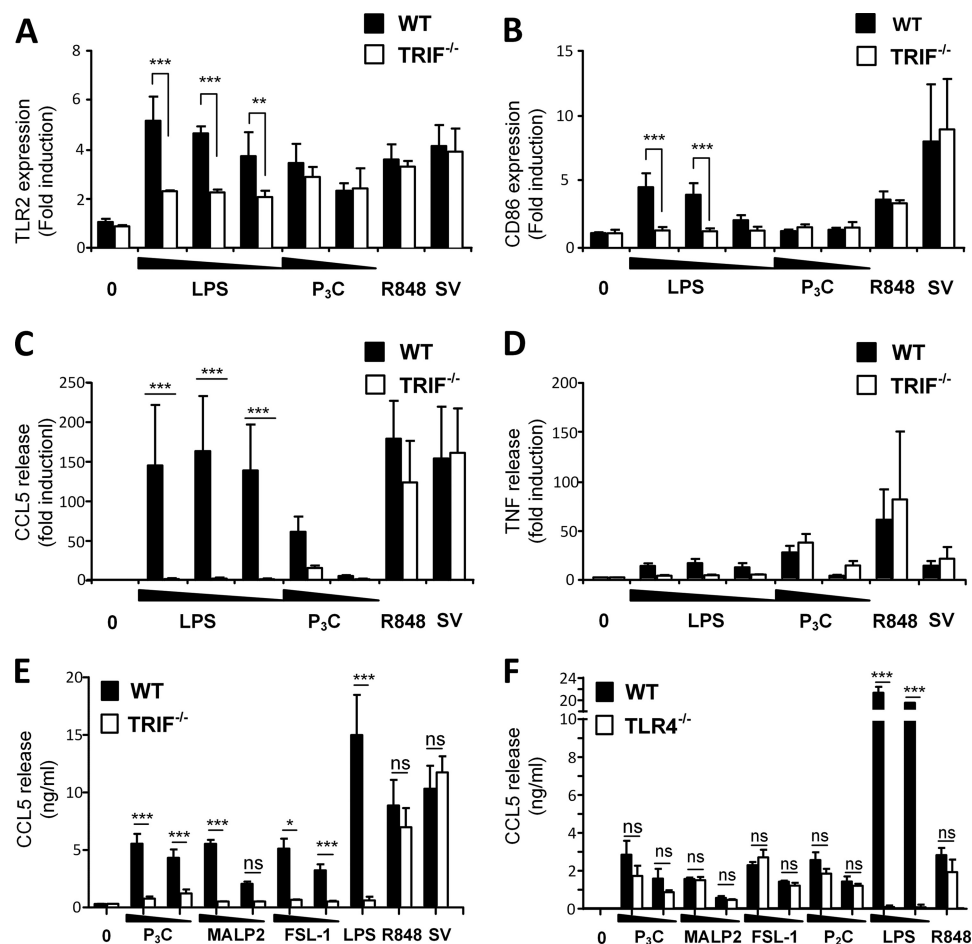 A
WT
TRIF-/-
TLR2 expression
(Fold induction)
8
6
4
2
0
***
***
**
0
LPS
P3C
R848
SV
B
WT
TRIF-/-
CD86 expression
(Fold induction)
15
10
5
0
***
***
0
LPS
P3C
R848
SV
C
WT
TRIF-/-
CCL5 release
(fold induction)
250
200
150
100
50
0
***
***
***
0
LPS
P3C
R848
SV
D
WT
TRIF-/-
TNF release
(fold induction)
200
150
100
50
0
0
LPS
P3C
R848
SV
E
WT
TRIF-/-
CCL5 release
(ng/ml)
20
15
10
5
0
***
***
***
ns
*
***
***
ns
ns
0
P3C
MALP2
FSL-1
LPS
R848
SV
F
WT
TLR4-/-
CCL5 release
(ng/ml)
24
20
10
8
6
4
2
0
ns
ns
ns
ns
ns
ns
ns
ns
***
***
ns
0
P3C
MALP2
FSL-1
P2C
LPS
R848